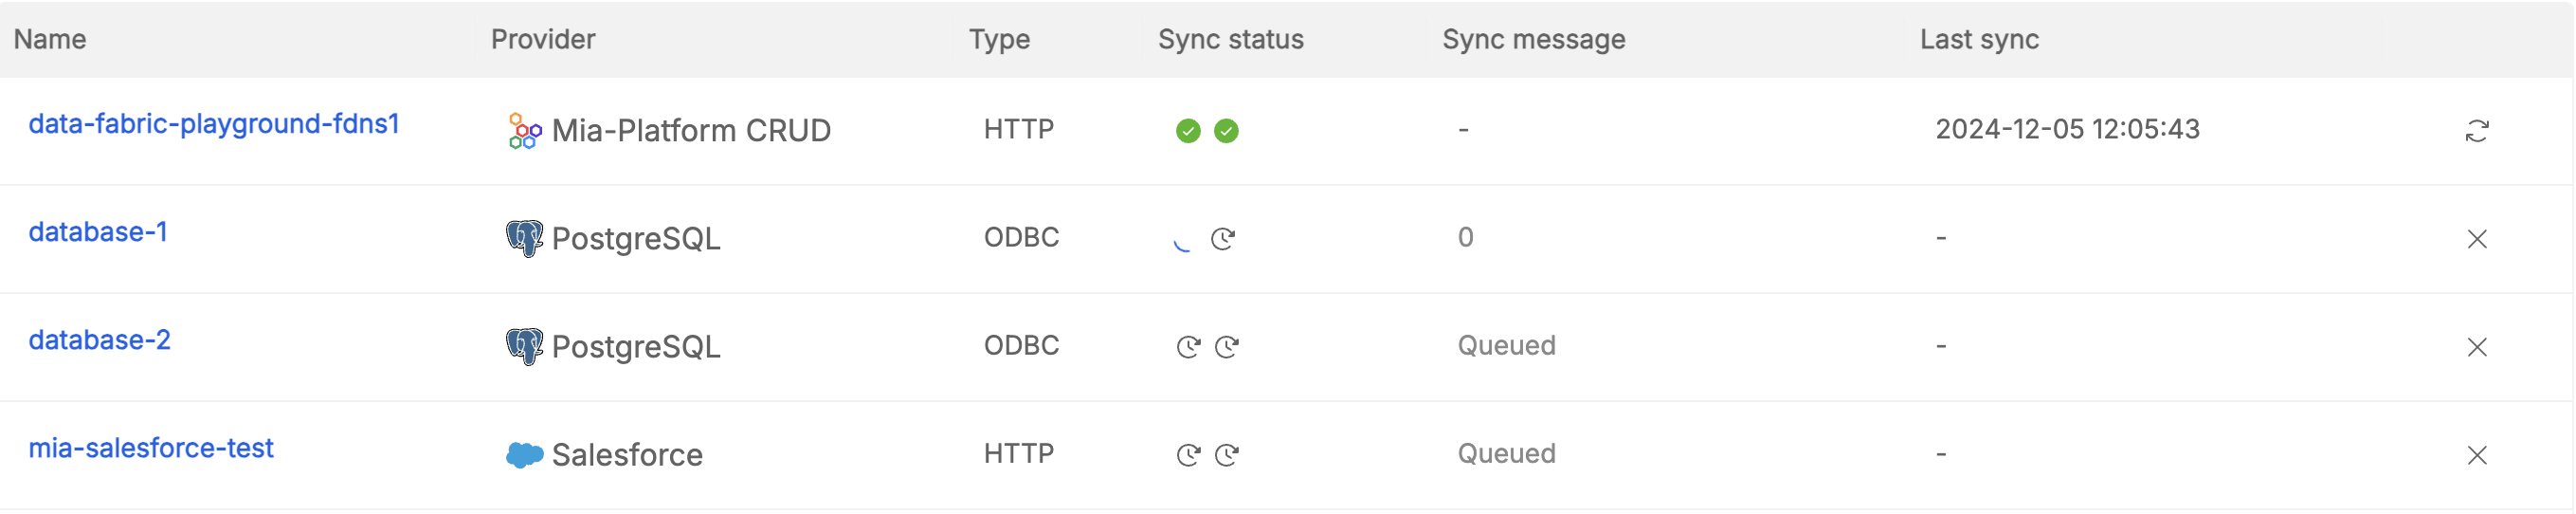 Name Provider Type Sync status Sync message Last sync
data-fabric-playground-fdns1 Mia-Platform CRUD HTTP - 2024-12-05 12:05:43
database-1 PostgreSQL ODBC 0 -
database-2 PostgreSQL ODBC Queued -
mia-salesforce-test Salesforce HTTP Queued -